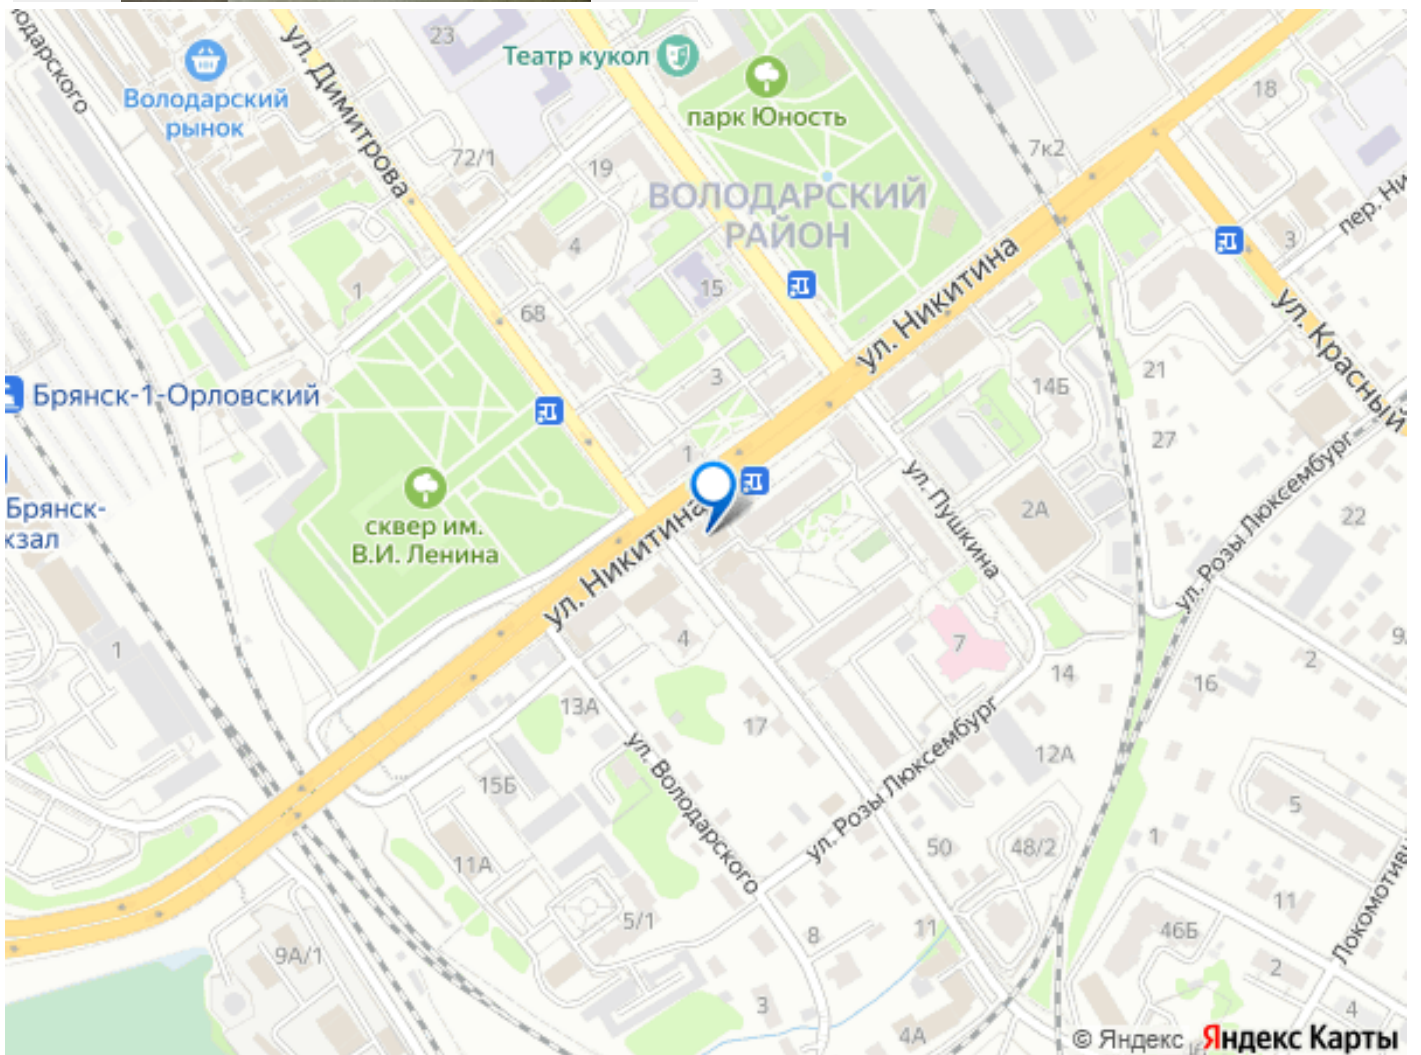 23
Театр кукол
ул. Димитрова
Володарский
рынок
парк Юность
18
72/1
19
7к2
ВОЛОДАРСКИЙ
РАЙОН
4
3
1
15
68
ул. Никитина
ул. Красный
Брянск-1-Орловский
3
14Б
21
27
1
ул. Пушкина
2А
22
ул. Розы Люксембург
сквер им.
В.И. Ленина
ул. Никитина
1
4
7
14
2
16
13А
17
12А
15Б
ул. Володарского
ул. Розы Люксембург
5
1
50
48/2
11А
11
5/1
8
11
46Б
9А/1
2
3
4А
4
© Яндекс Яндекс Карты